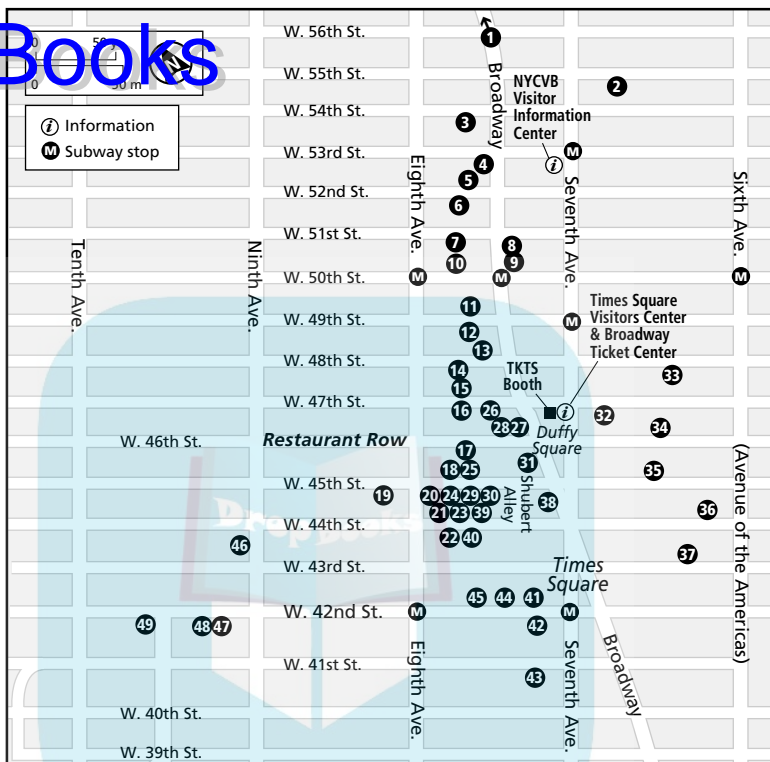 Books
0
0
N
i Information
M Subway stop
W. 56th St.
W. 55th St.
W. 54th St.
W. 53rd St.
W. 52nd St.
W. 51st St.
W. 50th St.
W. 49th St.
W. 48th St.
W. 47th St.
W. 46th St.
Restaurant Row
W. 45th St.
W. 44th St.
W. 43rd St.
W. 42nd St.
W. 41st St.
W. 40th St.
W. 39th St.
Tenth Ave.
Ninth Ave.
Eighth Ave.
Eighth Ave.
Broadway
Broadway
Seventh Ave.
Seventh Ave.
Sixth Ave.
(Avenue of the Americas)
NYCVB
Visitor
Information
Center
i
Times Square
Visitors Center
& Broadway
Ticket Center
TKTS
Booth
i
Duffy
Square
Shubert
Alley
Times
Square
DropBooks
1
2
3
M
4
5
6
7 8
10 9
M M M
11
12 M
13
14
15 33
16 26 32
28 27 34
17
18 25 31 35
19 20 24 29 30 38
21 23 39 36
22 40
46 37
45 44 41
M M
49 48 47 42
43